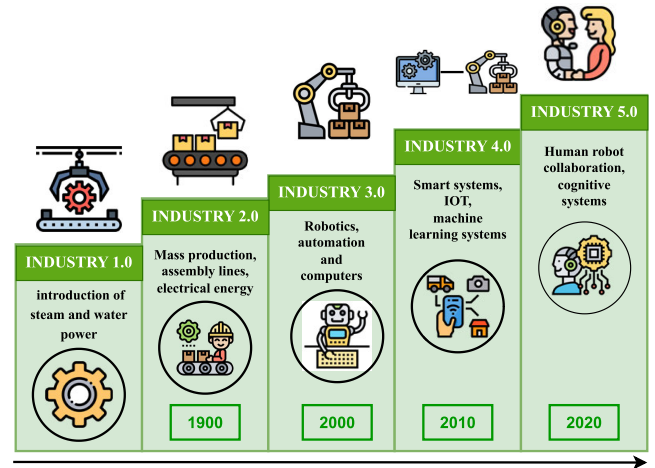 INDUSTRY 1.0
introduction of
steam and water
power
INDUSTRY 2.0
Mass production,
assembly lines,
electrical energy
1900
INDUSTRY 3.0
Robotics,
automation
and
computers
2000
INDUSTRY 4.0
Smart systems,
IOT,
machine
learning systems
2010
INDUSTRY 5.0
Human robot
collaboration,
cognitive
systems
2020